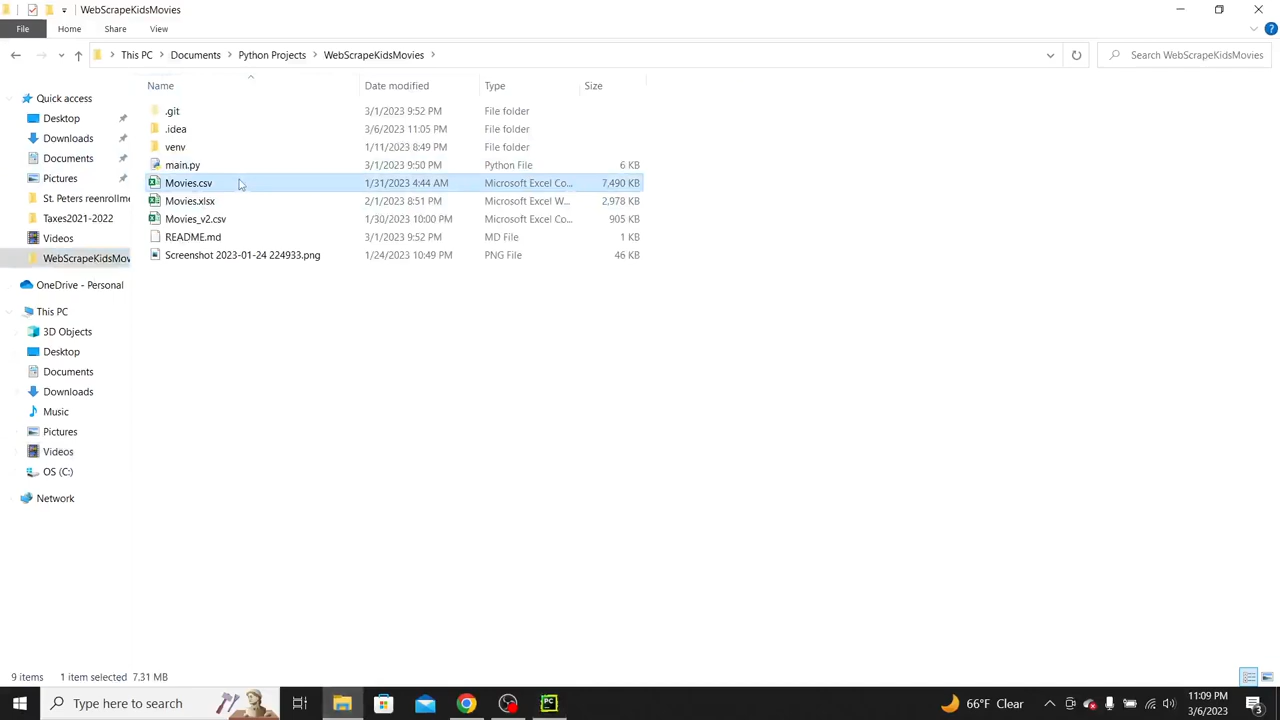 WebScrapeKidsMovies
File Home Share View
This PC Documents Python Projects WebScrapeKidsMovies Search WebScrapeKidsMovies
Name Date modified Type Size
Quick access
Desktop
Downloads
Documents
Pictures
St. Peters reenrollme
Taxes2021-2022
Videos
WebScrapeKidsMov
OneDrive - Personal
This PC
3D Objects
Desktop
Documents
Downloads
Music
Pictures
Videos
OS (C:)
Network
.git 3/1/2023 9:52 PM File folder
.idea 3/6/2023 11:05 PM File folder
venv 1/11/2023 8:49 PM File folder
main.py 3/1/2023 9:50 PM Python File 6 KB
Movies.csv 1/31/2023 4:44 AM Microsoft Excel Co... 7,490 KB
Movies.xlsx 2/1/2023 8:51 PM Microsoft Excel W... 2,978 KB
Movies_v2.csv 1/30/2023 10:00 PM Microsoft Excel Co... 905 KB
README.md 3/1/2023 9:52 PM MD File 1 KB
Screenshot 2023-01-24 224933.png 1/24/2023 10:49 PM PNG File 46 KB
9 items 1 item selected 7.31 MB
Type here to search PC 66°F Clear 11:09 PM
3/6/2023 3